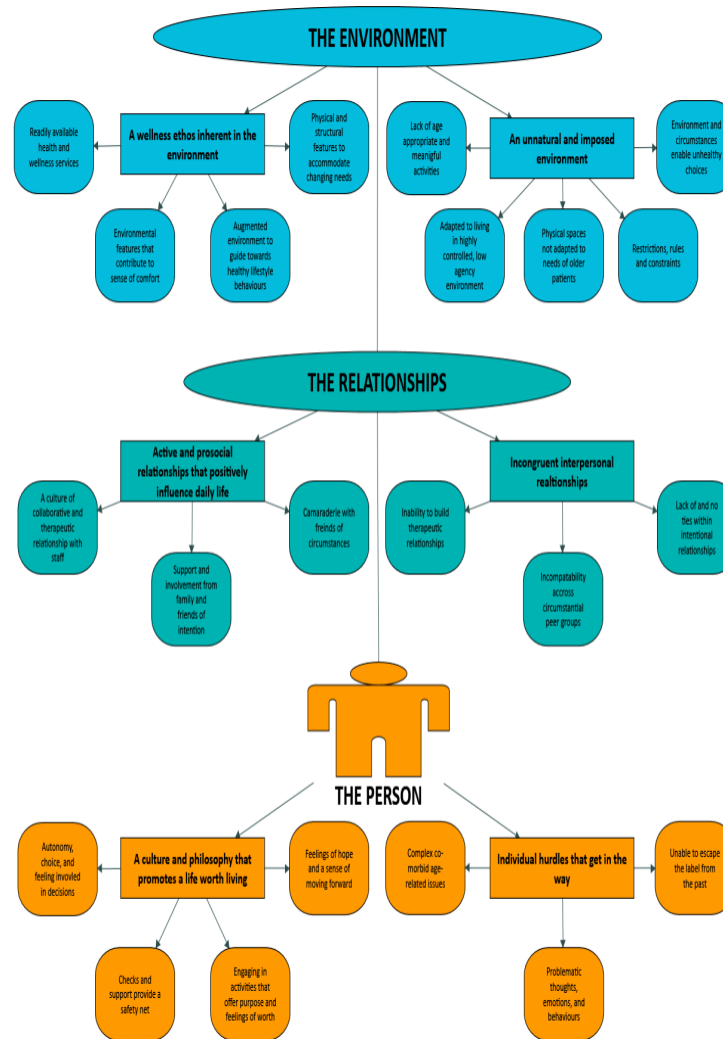 THE ENVIRONMENT
A wellness ethos inherent in the
environment
Readily available
health and
wellness services
Physical and
structural
features to
accommodate
changing needs
Environmental
features that
contribute to
sense of comfort
Augmented
environment to
guide towards
healthy lifestyle
behaviours
An unnatural and imposed
environment
Lack of age
appropriate and
meanigful
activities
Environment and
circumstances
enable unhealthy
choices
Adapted to living
in highly
controlled, low
agency
environment
Physical spaces
not adapted to
needs of older
patients
Restrictions, rules
and constraints
THE RELATIONSHIPS
Active and prosocial
relationships that positively
influence daily life
A culture of
collaborative and
therapeutic
relationship with
staff
Camaraderie with
freinds of
circumstances
Support and
involvement from
family and
friends of
intention
Incongruent interpersonal
realtionships
Inability to build
therapeutic
relationships
Lack of and no
ties within
intentional
relationships
Incompatability
accross
circumstantial
peer groups
THE PERSON
A culture and philosophy that
promotes a life worth living
Autonomy,
choice, and
feeling invovled
in decisions
Feelings of hope
and a sense of
moving forward
Checks and
support provide a
safety net
Engaging in
activities that
offer purpose and
feelings of worth
Individual hurdles that get in the
way
Complex co-
morbid age-
related issues
Unable to escape
the label from
the past
Problematic
thoughts,
emotions, and
behaviours